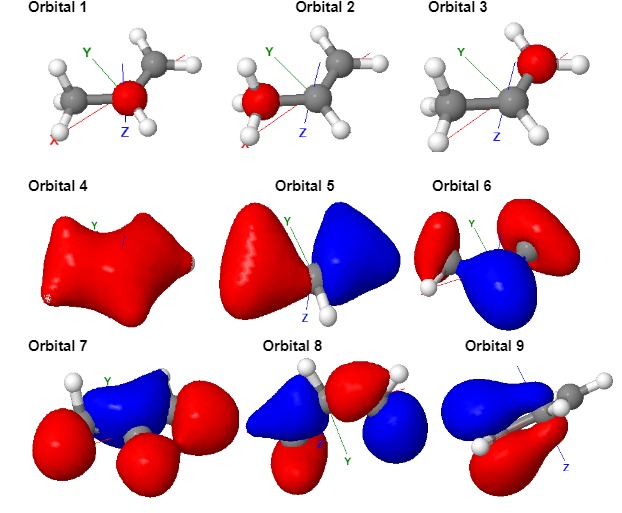 Orbital 1
Orbital 2
Orbital 3
Y
Y
Y
X
Z
X
Z
Z
Orbital 4
Orbital 5
Orbital 6
Y
Y
Y
Z
Orbital 7
Orbital 8
Orbital 9
Y
Z
Y
Z